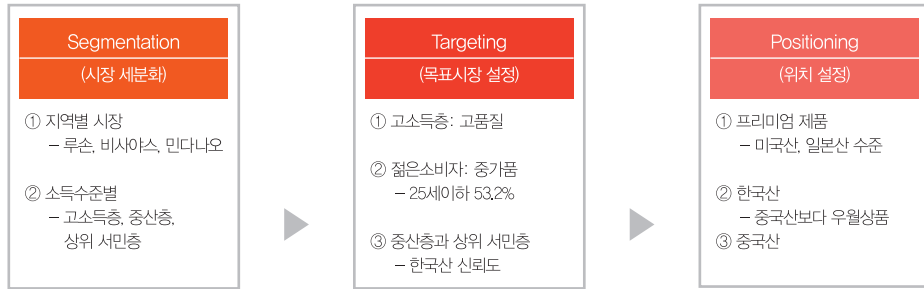 Segmentation
(시장 세분화)
① 지역별 시장
– 루손, 비사야스, 민다나오
② 소득수준별
– 고소득층, 중산층,
상위 서민층
Targeting
(목표시장 설정)
① 고소득층: 고품질
② 젊은소비자: 중가품
– 25세이하 53.2%
③ 중산층과 상위 서민층
– 한국산 신뢰도
Positioning
(위치 설정)
① 프리미엄 제품
– 미국산, 일본산 수준
② 한국산
– 중국산보다 우월상품
③ 중국산